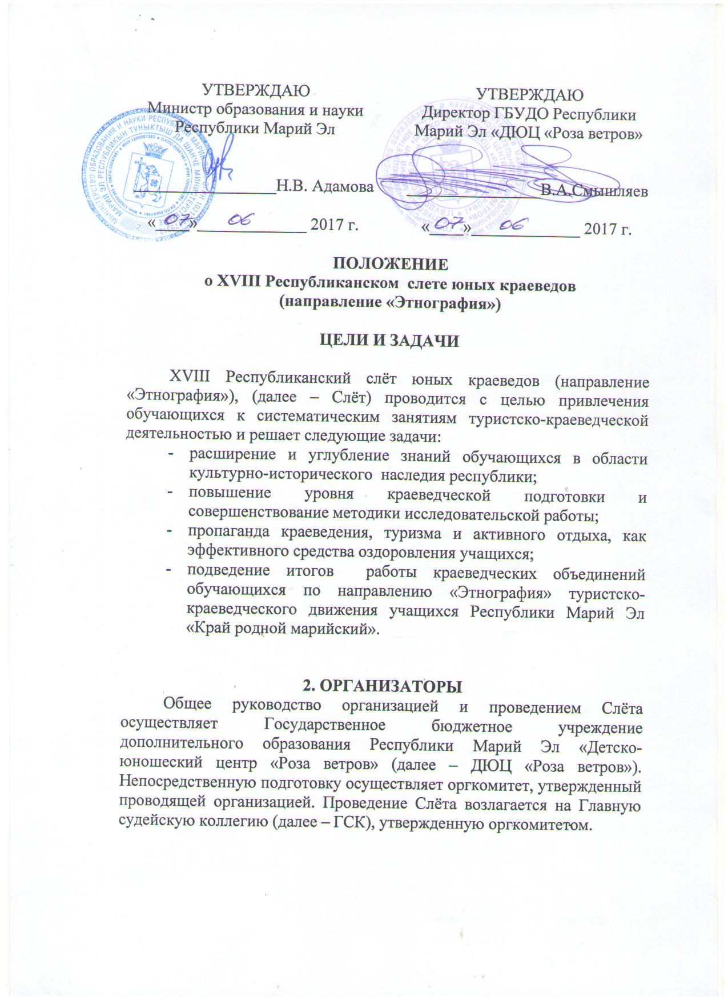 УТВЕРЖДАЮ
Министр образования и науки
Республики Марий Эл
Н.В. Адамова
«07» 06 2017 г.
УТВЕРЖДАЮ
Директор ГБУДО Республики
Марий Эл «ДЮЦ «Роза ветров»
В.А.Смышляев
«07» 06 2017 г.
ПОЛОЖЕНИЕ
о XVIII Республиканском слете юных краеведов
(направление «Этнография»)
ЦЕЛИ И ЗАДАЧИ
XVIII Республиканский слёт юных краеведов (направление
«Этнография»), (далее – Слёт) проводится с целью привлечения
обучающихся к систематическим занятиям туристско-краеведческой
деятельностью и решает следующие задачи:
- расширение и углубление знаний обучающихся в области
культурно-исторического наследия республики;
- повышение уровня краеведческой подготовки и
совершенствование методики исследовательской работы;
- пропаганда краеведения, туризма и активного отдыха, как
эффективного средства оздоровления учащихся;
- подведение итогов работы краеведческих объединений
обучающихся по направлению «Этнография» туристско-
краеведческого движения учащихся Республики Марий Эл
«Край родной марийский».
2. ОРГАНИЗАТОРЫ
Общее руководство организацией и проведением Слёта
осуществляет Государственное бюджетное учреждение
дополнительного образования Республики Марий Эл «Детско-
юношеский центр «Роза ветров» (далее – ДЮЦ «Роза ветров»).
Непосредственную подготовку осуществляет оргкомитет, утвержденный
проводящей организацией. Проведение Слёта возлагается на Главную
судейскую коллегию (далее – ГСК), утвержденную оргкомитетом.